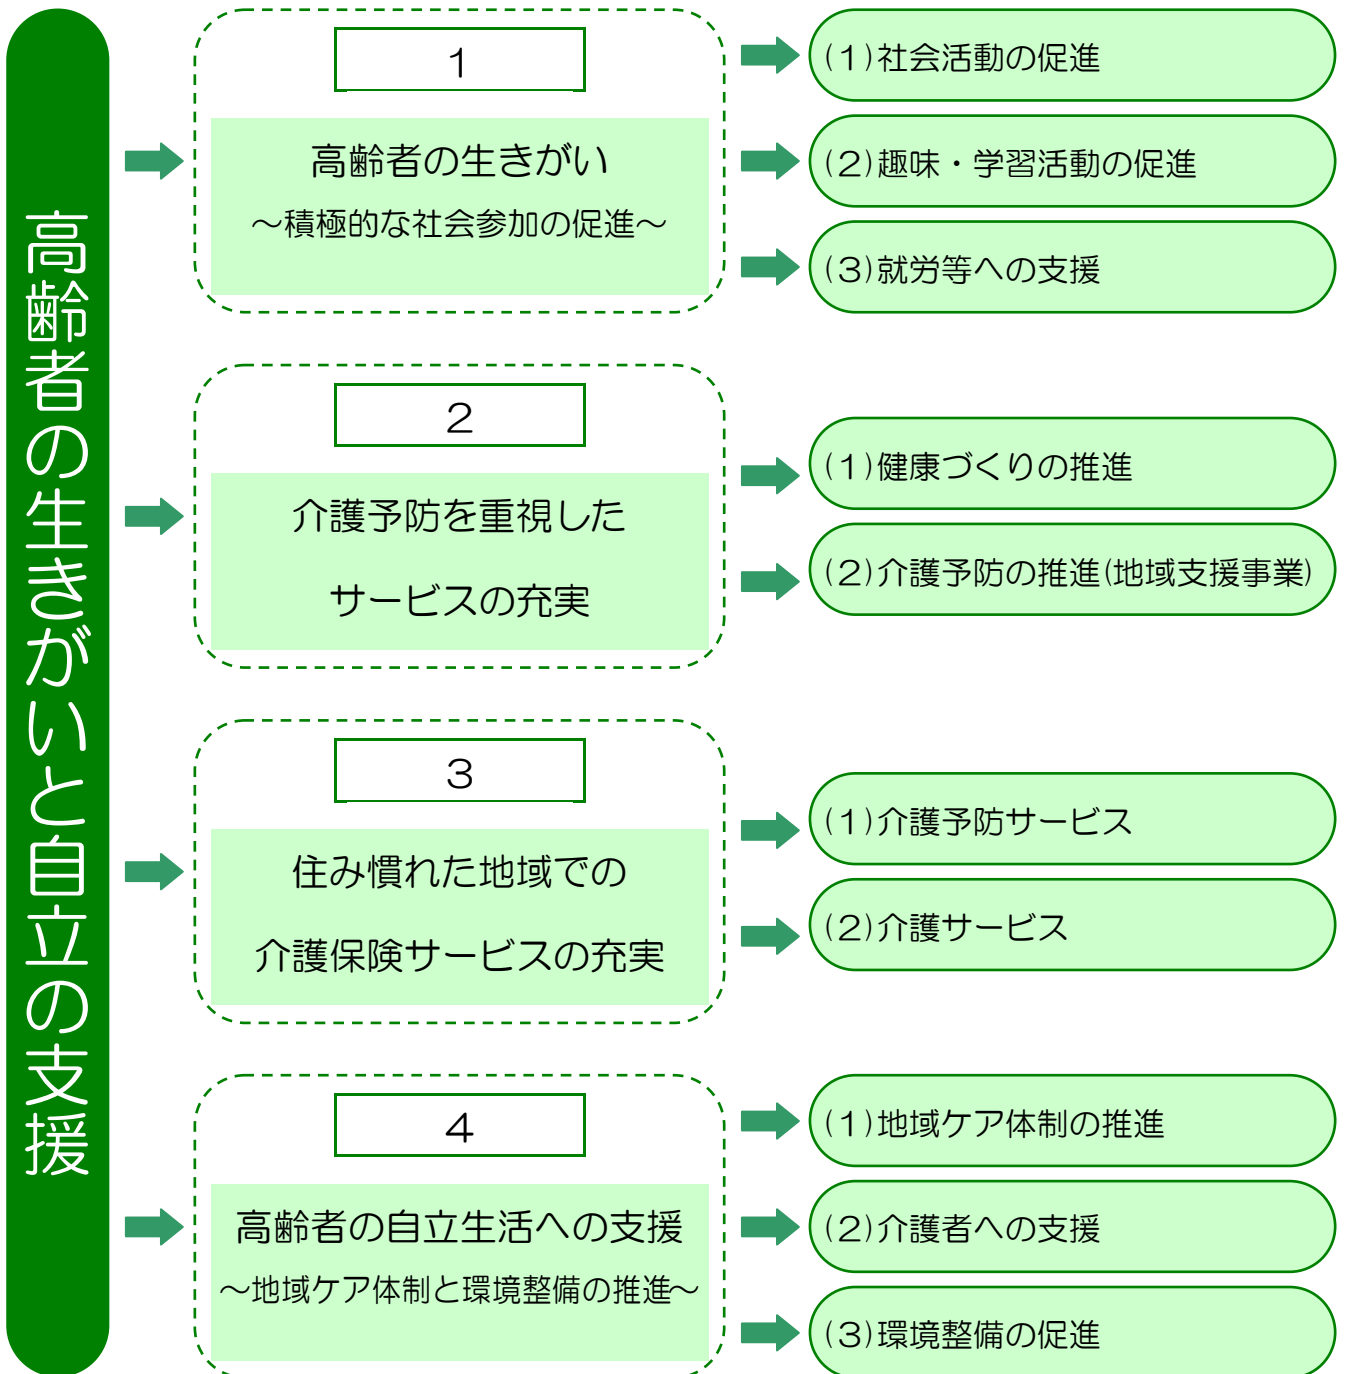 高齢者の生きがいと自立の支援
1
高齢者の生きがい
～積極的な社会参加の促進～
(1)社会活動の促進
(2)趣味・学習活動の促進
(3)就労等への支援
2
介護予防を重視した
サービスの充実
(1)健康づくりの推進
(2)介護予防の推進(地域支援事業)
3
住み慣れた地域での
介護保険サービスの充実
(1)介護予防サービス
(2)介護サービス
4
高齢者の自立生活への支援
～地域ケア体制と環境整備の推進～
(1)地域ケア体制の推進
(2)介護者への支援
(3)環境整備の促進